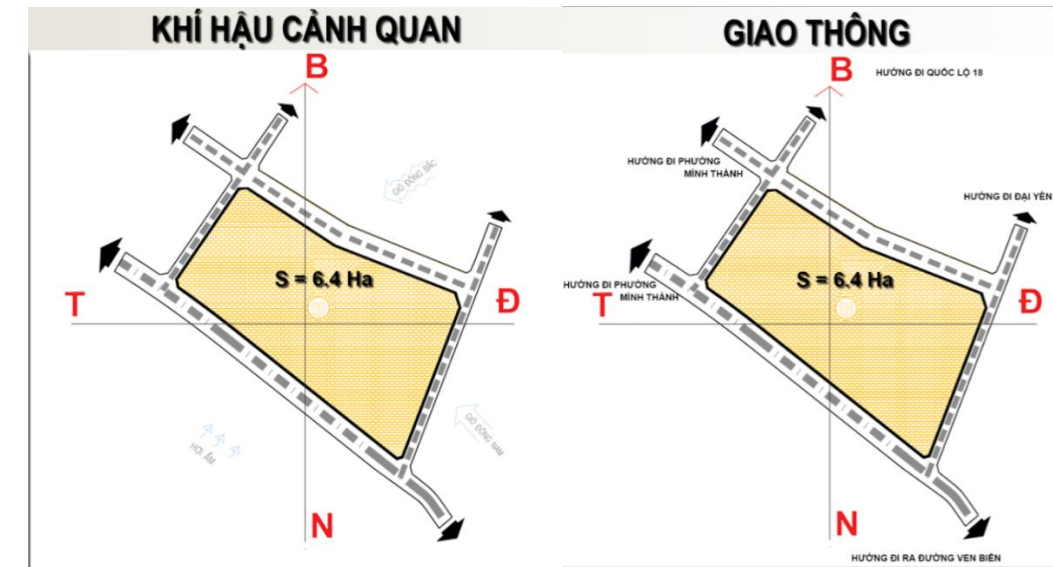 KHÍ HẬU CẢNH QUAN
B
GIÓ ĐÔNG BẮC
S = 6.4 Ha
T
Đ
GIÓ ĐÔNG NAM
HƠI ẨM
N
GIAO THÔNG
B
HƯỚNG ĐI QUỐC LỘ 18
HƯỚNG ĐI PHƯỜNG
MINH THÀNH
HƯỚNG ĐI ĐẠI YÊN
S = 6.4 Ha
HƯỚNG ĐI PHƯỜNG
MINH THÀNH
T
Đ
N
HƯỚNG ĐI RA ĐƯỜNG VEN BIỂN